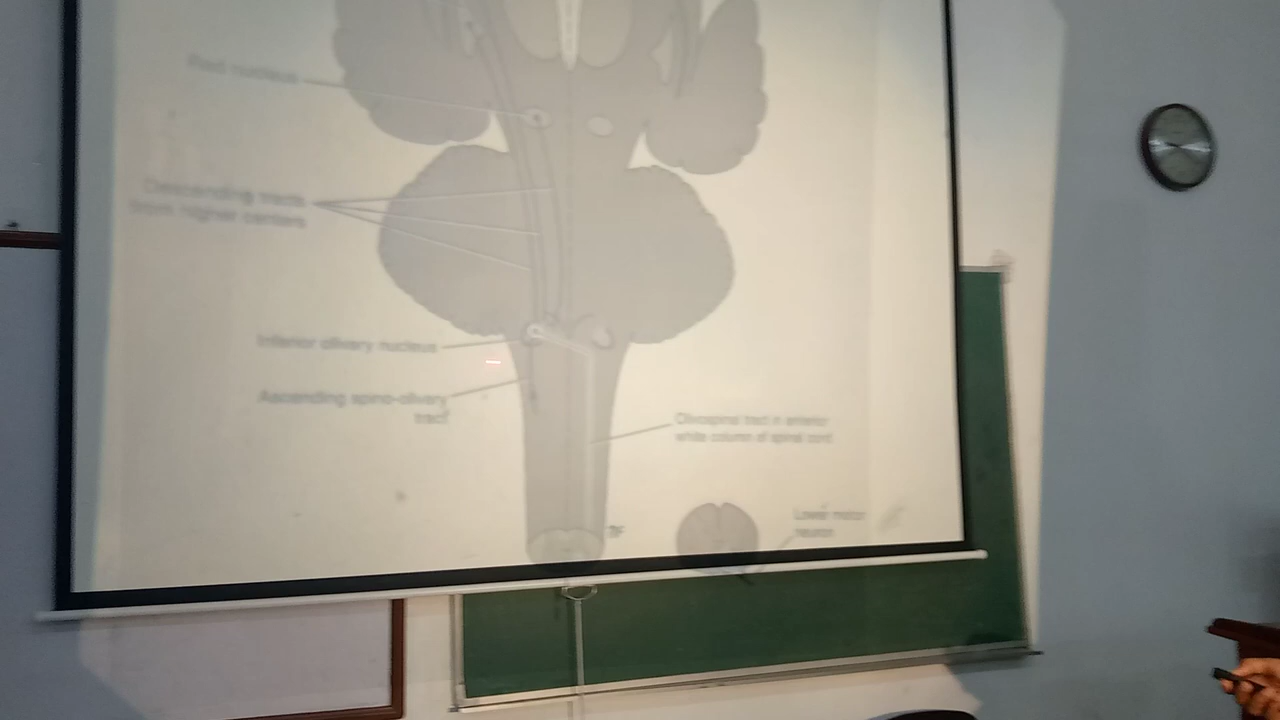 Red nucleus
Descending tracts
from higher centers
Inferior olivary nucleus
Ascending spino-olivary
tract
Olivospinal tract in anterior
white column of spinal cord
Lower motor
neuron